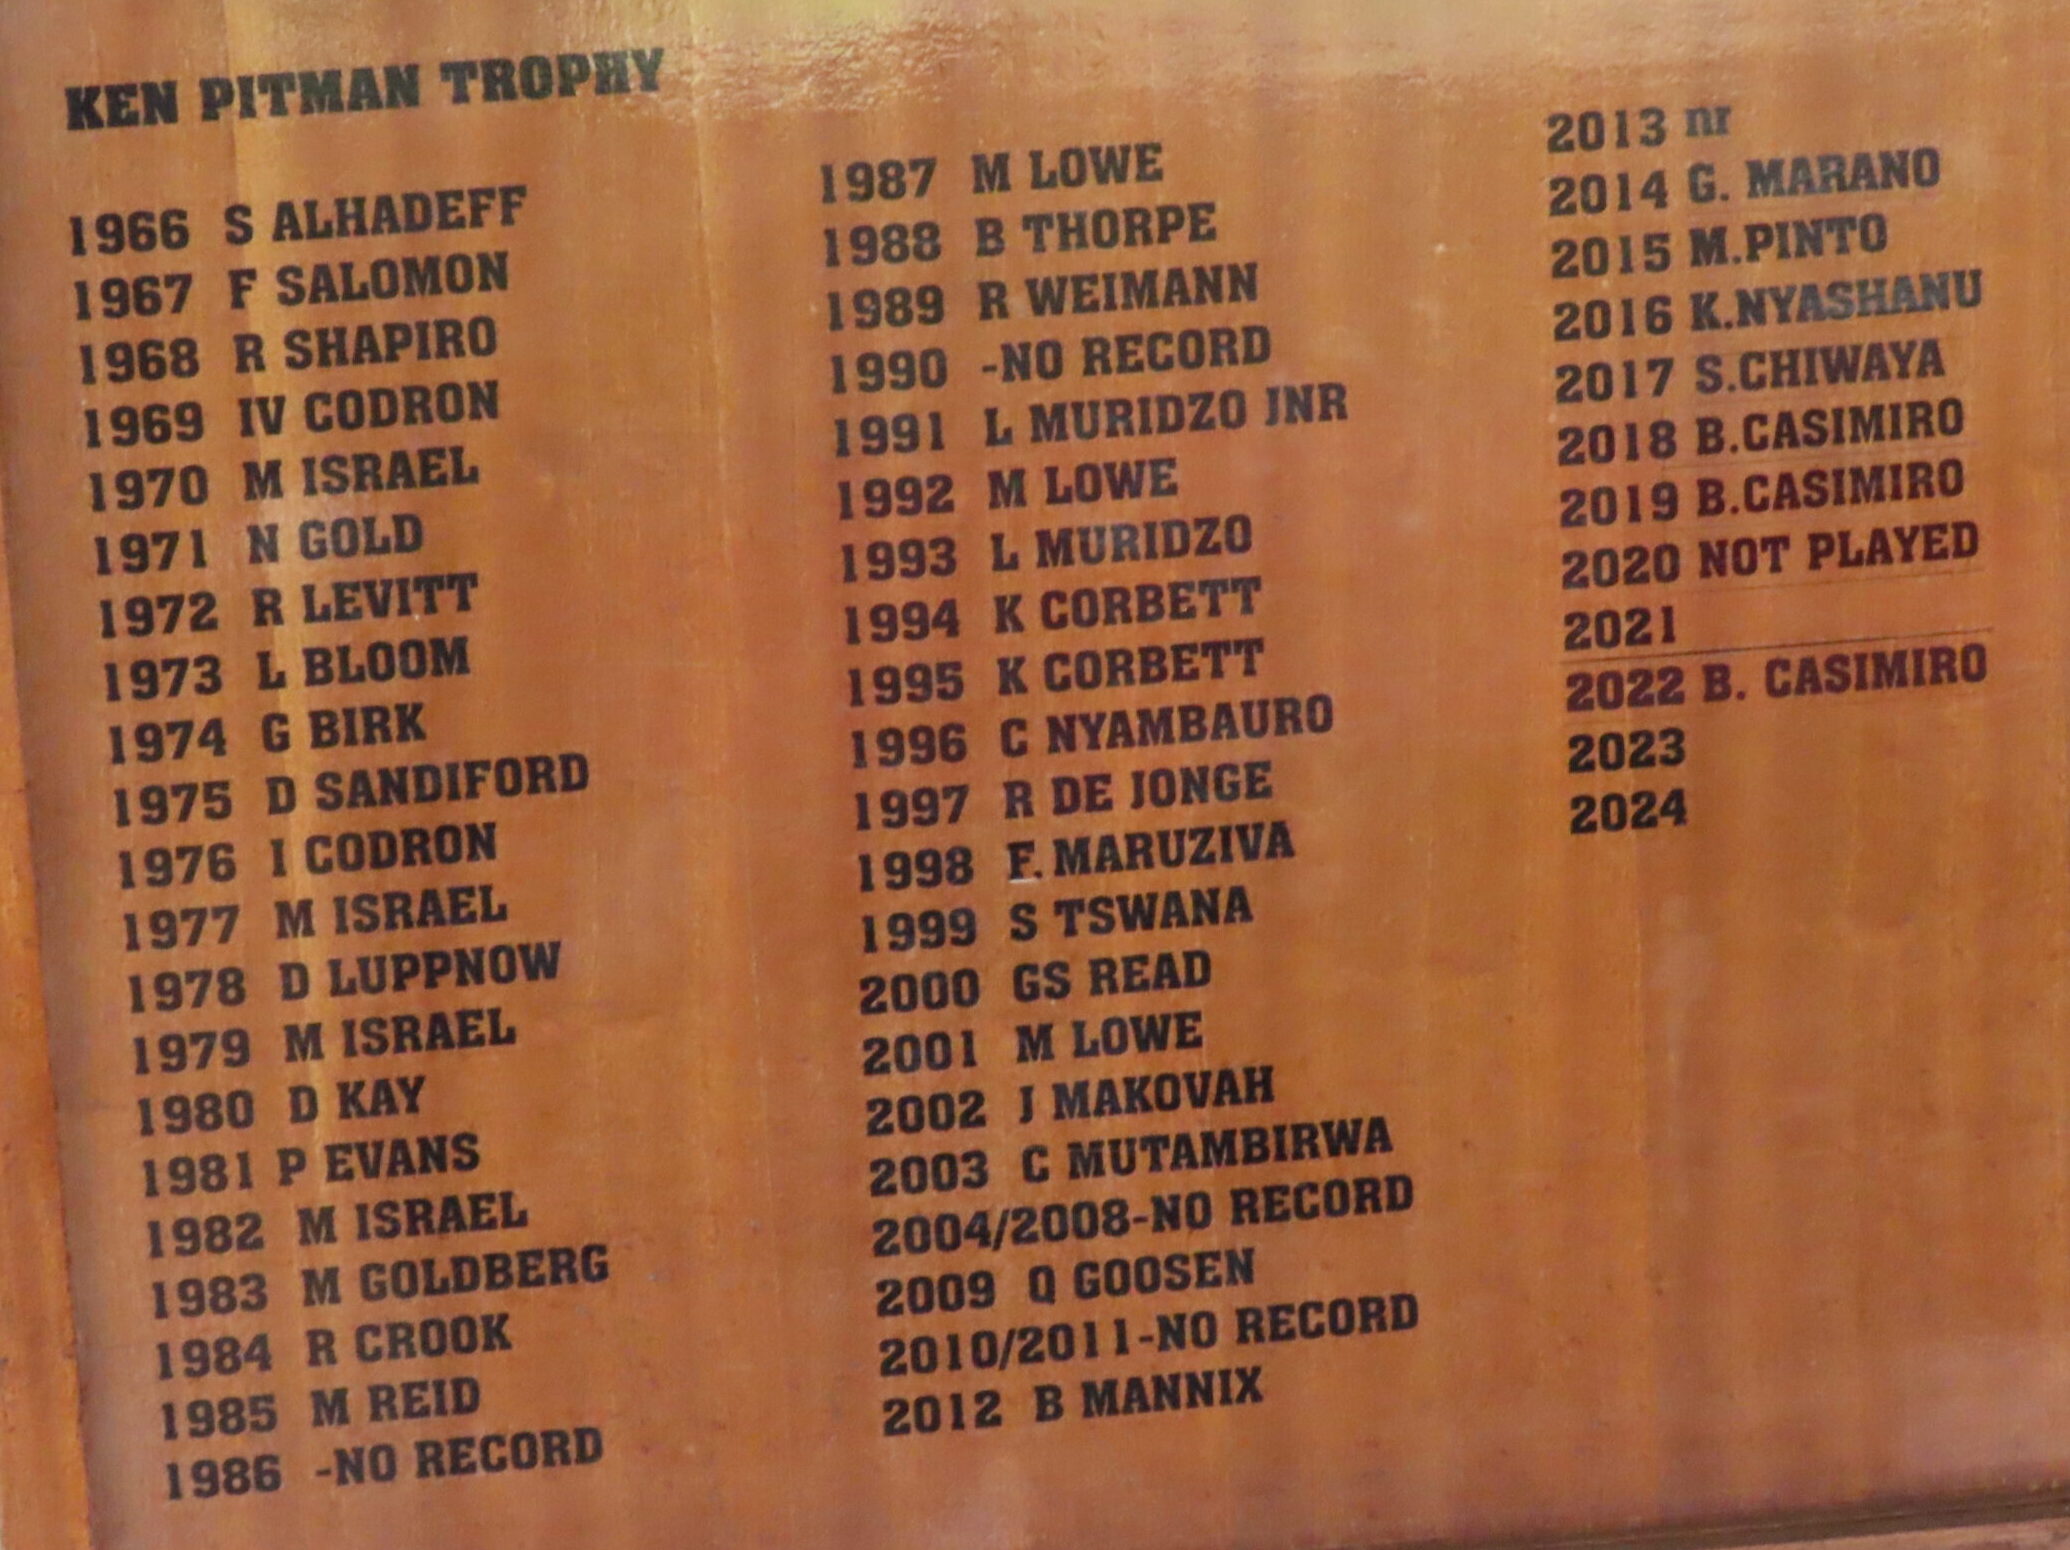 KEN PITMAN TROPHY
1966 S ALHADEFF
1967 F SALOMON
1968 R SHAPIRO
1969 IV CODRON
1970 M ISRAEL
1971 N GOLD
1972 R LEVITT
1973 L BLOOM
1974 G BIRK
1975 D SANDIFORD
1976 I CODRON
1977 M ISRAEL
1978 D LUPPNOW
1979 M ISRAEL
1980 D KAY
1981 P EVANS
1982 M ISRAEL
1983 M GOLDBERG
1984 R CROOK
1985 M REID
1986 -NO RECORD
1987 M LOWE
1988 B THORPE
1989 R WEIMANN
1990 -NO RECORD
1991 L MURIDZO JNR
1992 M LOWE
1993 L MURIDZO
1994 K CORBETT
1995 K CORBETT
1996 C NYAMBAURO
1997 R DE JONGE
1998 F. MARUZIVA
1999 S TSWANA
2000 GS READ
2001 M LOWE
2002 J MAKOVAH
2003 C MUTAMBIRWA
2004/2008-NO RECORD
2009 Q GOOSEN
2010/2011-NO RECORD
2012 B MANNIX
2013 nr
2014 G. MARANO
2015 M.PINTO
2016 K.NYASHANU
2017 S.CHIWAYA
2018 B.CASIMIRO
2019 B.CASIMIRO
2020 NOT PLAYED
2021
2022 B. CASIMIRO
2023
2024